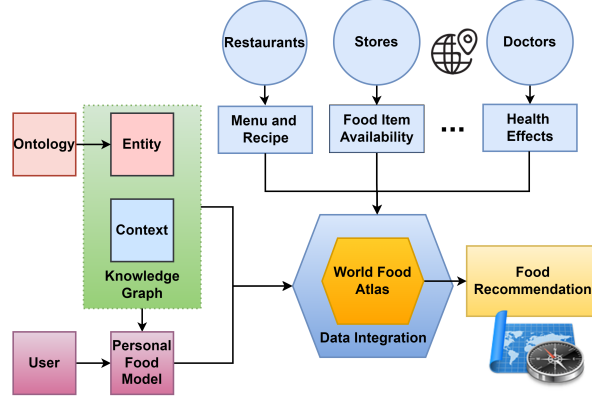 Restaurants
Stores
Doctors
Menu and
Recipe
Food Item
Availability
...
Health
Effects
Ontology
Entity
Context
Knowledge
Graph
World Food
Atlas
Data Integration
Food
Recommendation
User
Personal
Food
Model